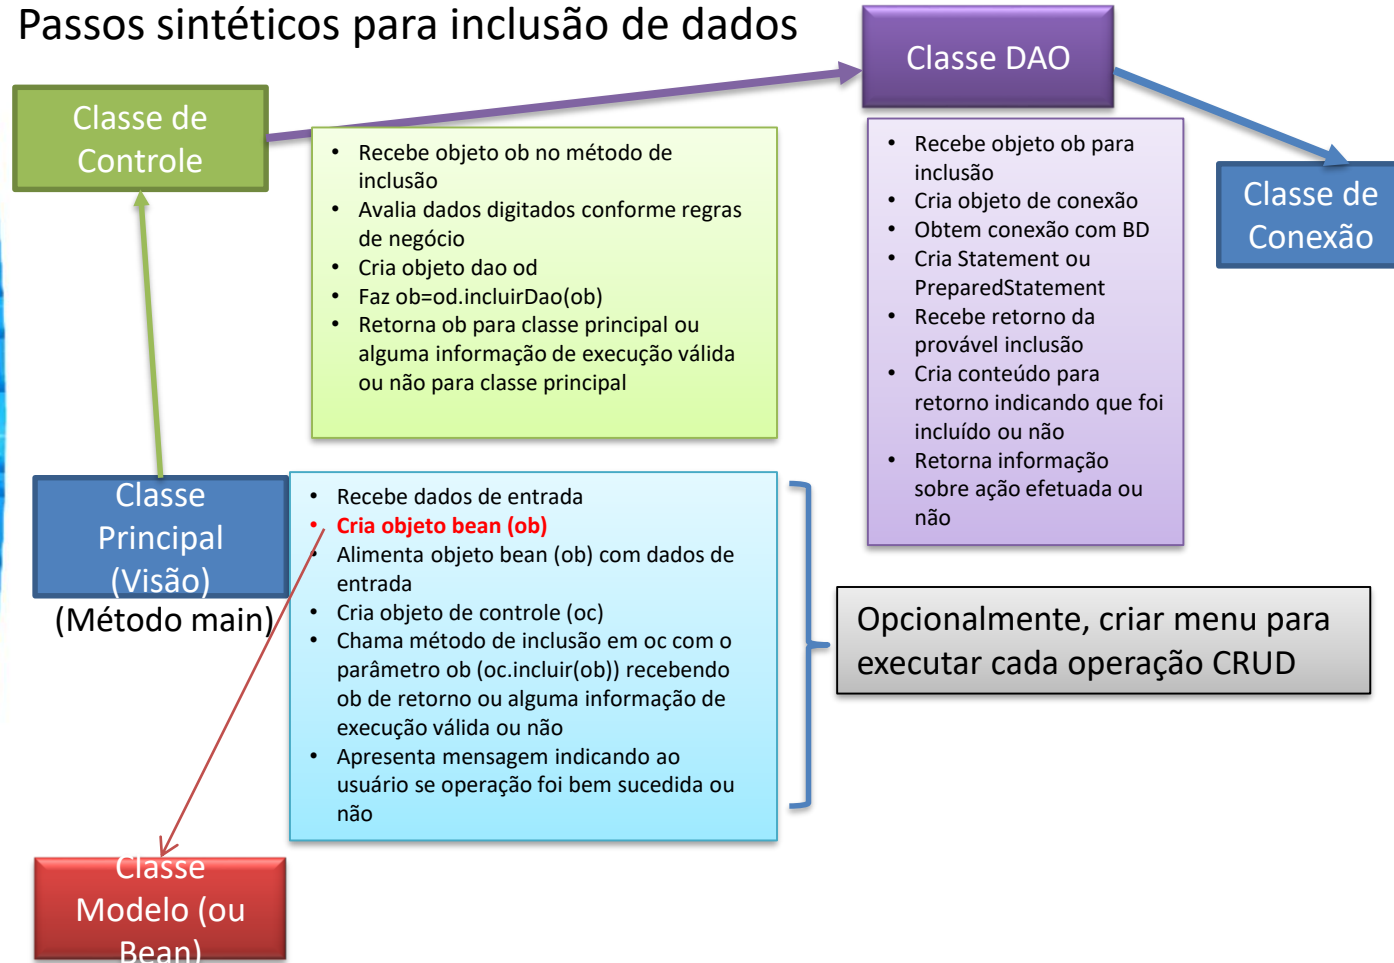 Passos sintéticos para inclusão de dados
Classe DAO
Classe de
Controle
• Recebe objeto ob no método de
inclusão
• Avalia dados digitados conforme regras
de negócio
• Cria objeto dao od
• Faz ob=od.incluirDao(ob)
• Retorna ob para classe principal ou
alguma informação de execução válida
ou não para classe principal
• Recebe objeto ob para
inclusão
• Cria objeto de conexão
• Obtem conexão com BD
• Cria Statement ou
PreparedStatement
• Recebe retorno da
provável inclusão
• Cria conteúdo para
retorno indicando que foi
incluído ou não
• Retorna informação
sobre ação efetuada ou
não
Classe de
Conexão
Classe
Principal
(Visão)
(Método main)
• Recebe dados de entrada
• Cria objeto bean (ob)
• Alimenta objeto bean (ob) com dados de
entrada
• Cria objeto de controle (oc)
• Chama método de inclusão em oc com o
parâmetro ob (oc.incluir(ob)) recebendo
ob de retorno ou alguma informação de
execução válida ou não
• Apresenta mensagem indicando ao
usuário se operação foi bem sucedida ou
não
Opcionalmente, criar menu para
executar cada operação CRUD
Classe
Modelo (ou
Bean)